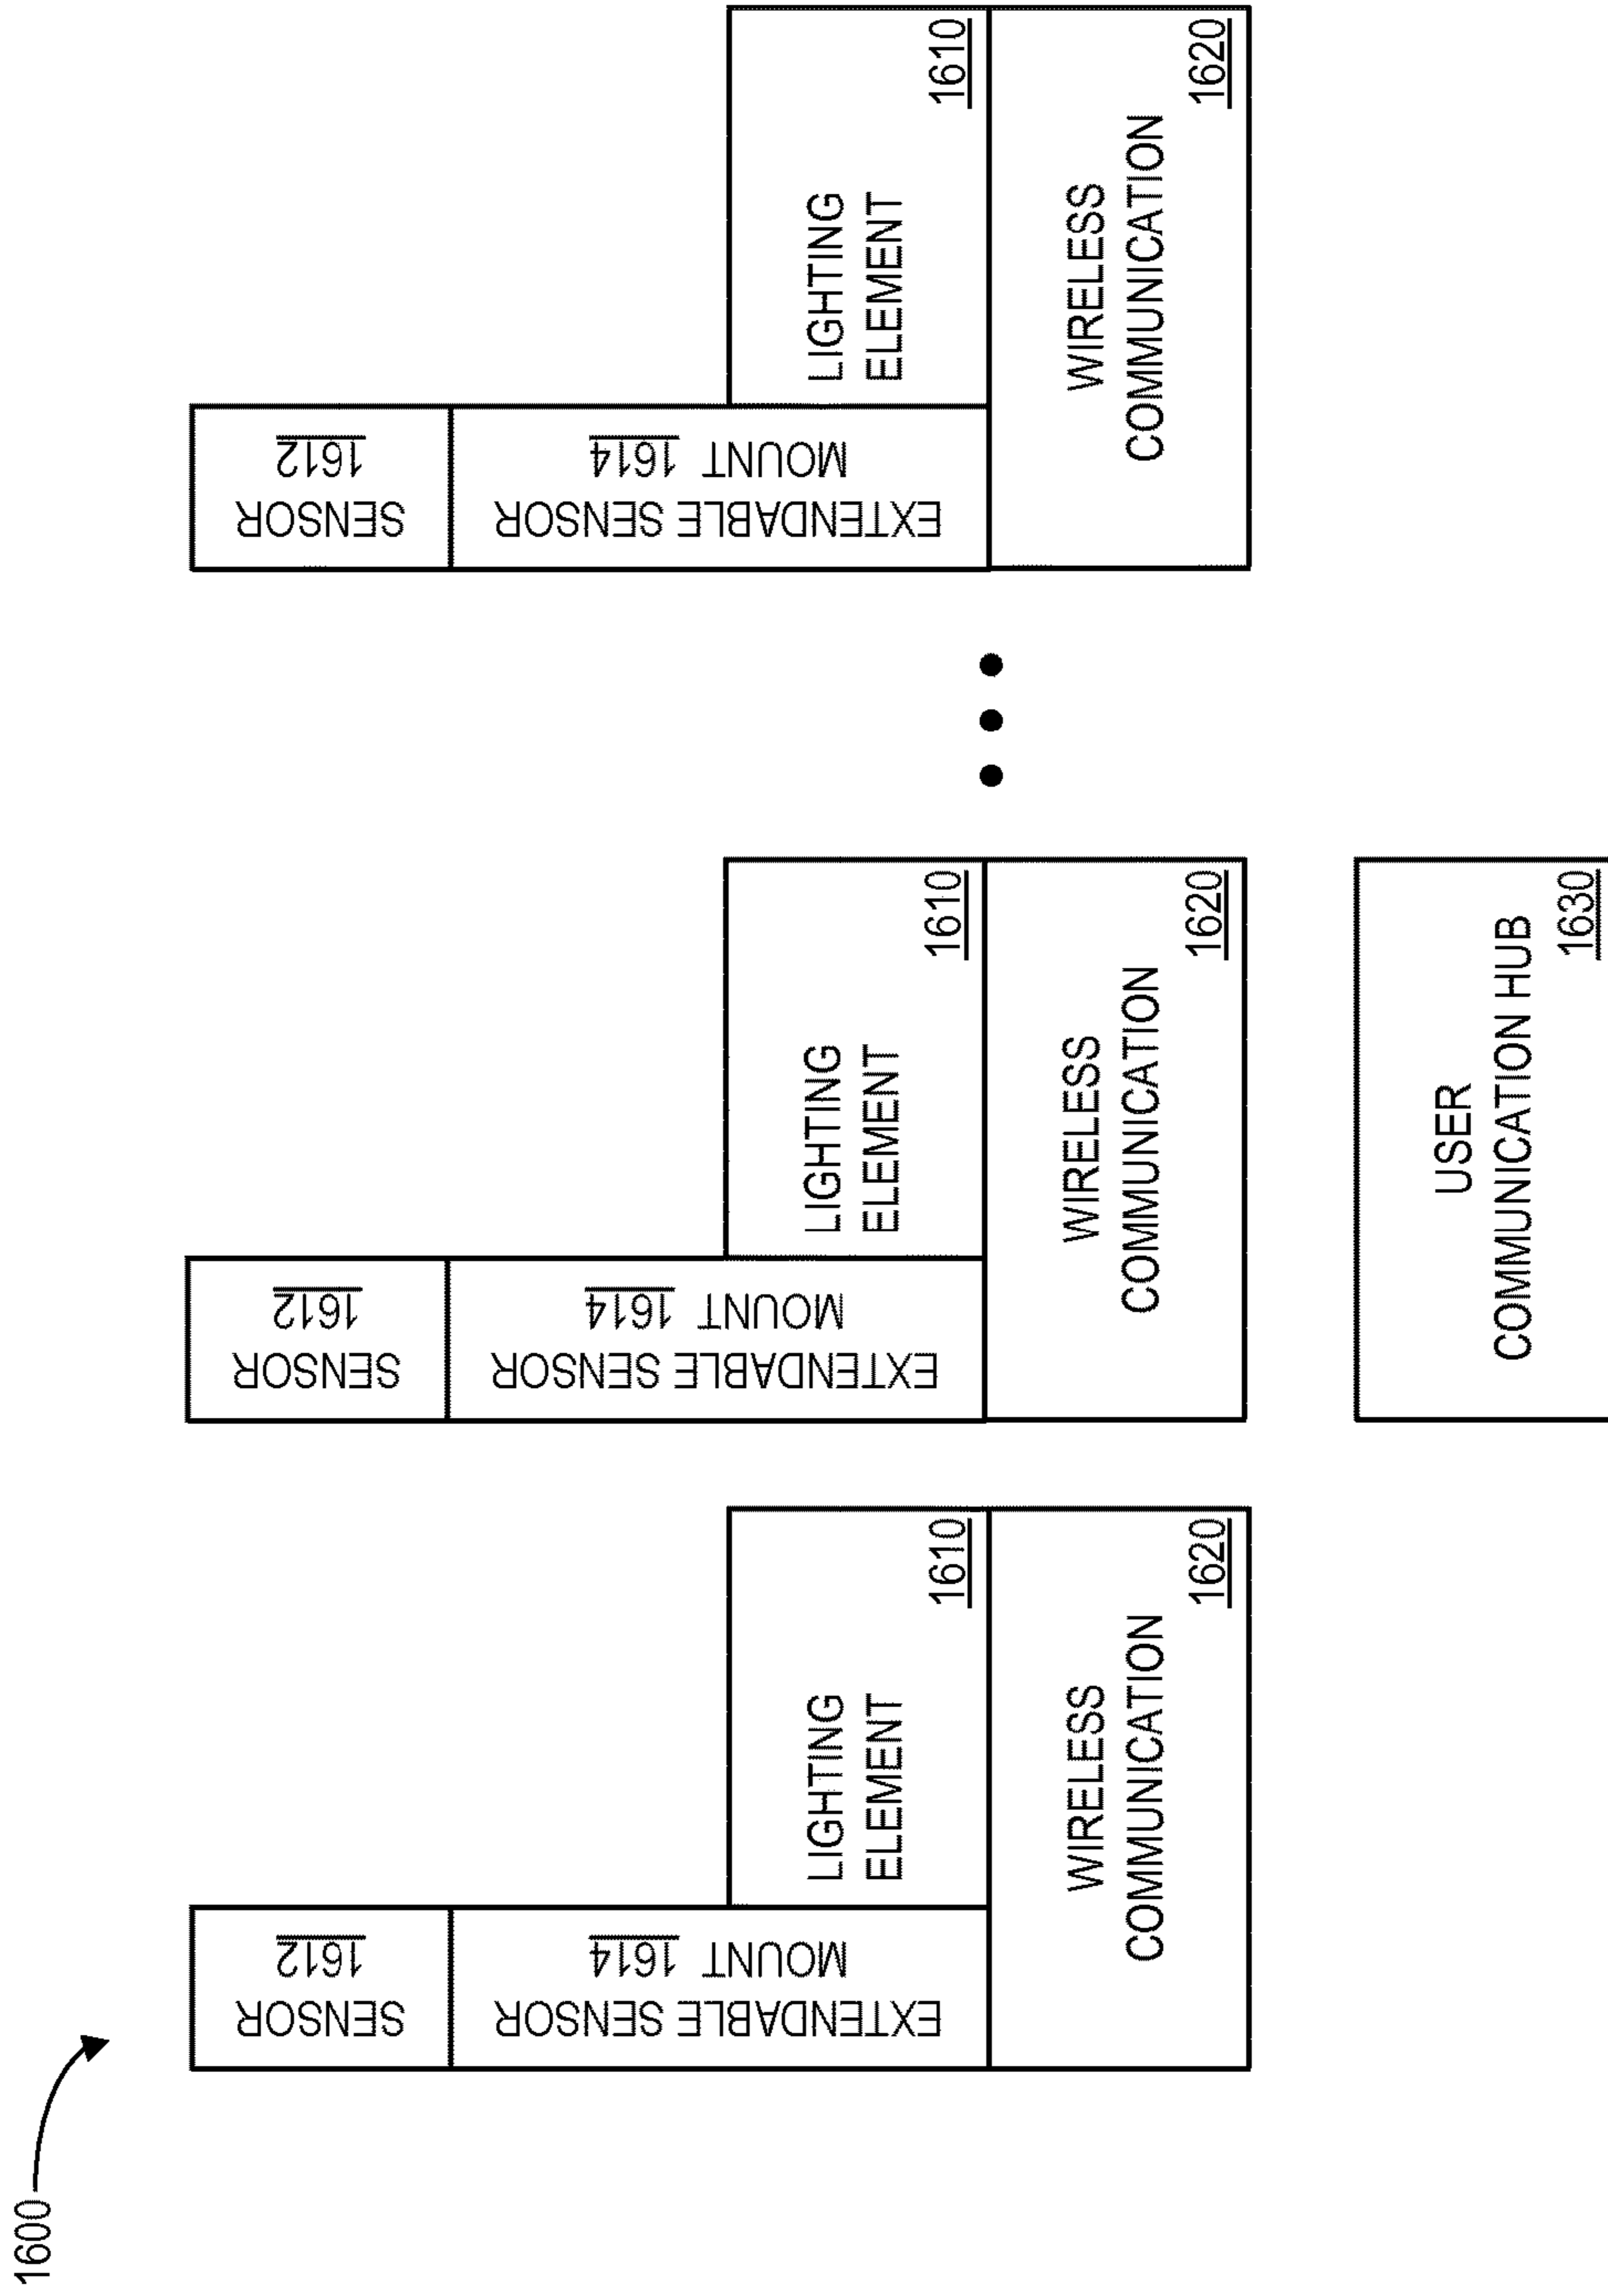 1600
SENSOR
1612
EXTENDABLE SENSOR
MOUNT 1614
LIGHTING
ELEMENT
1610
WIRELESS
COMMUNICATION
1620
SENSOR
1612
EXTENDABLE SENSOR
MOUNT 1614
LIGHTING
ELEMENT
1610
WIRELESS
COMMUNICATION
1620
SENSOR
1612
EXTENDABLE SENSOR
MOUNT 1614
LIGHTING
ELEMENT
1610
WIRELESS
COMMUNICATION
1620
USER
COMMUNICATION HUB
1630